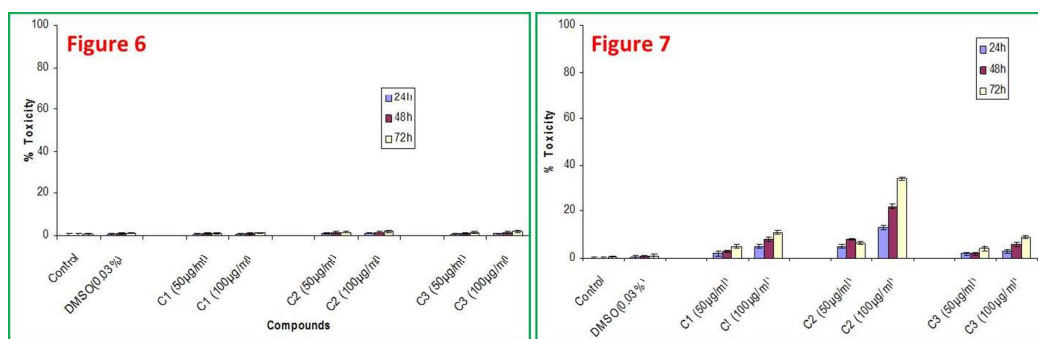 Figure 6
100
80
60
40
20
0
% Toxicity
24h
48h
72h
Control
DMSO(0.03%)
C1 (50µg/ml)
C1 (100µg/ml)
C2 (50µg/ml)
C2 (100µg/ml)
C3 (50µg/ml)
C3 (100µg/ml)
Compounds
Figure 7
100
80
60
40
20
0
% Toxicity
24h
48h
72h
Control
DMSO(0.03%)
C1 (50µg/ml)
CI (100µg/ml)
C2 (50µg/ml)
C2 (100µg/ml)
C3 (50µg/ml)
C3 (100µg/ml)